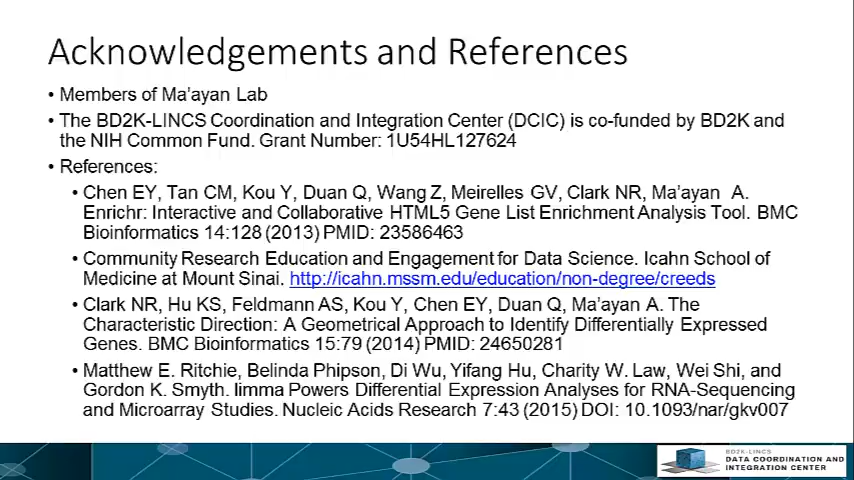 Acknowledgements and References
• Members of Ma'ayan Lab
• The BD2K-LINCS Coordination and Integration Center (DCIC) is co-funded by BD2K and
the NIH Common Fund. Grant Number: 1U54HL127624
• References:
• Chen EY, Tan CM, Kou Y, Duan Q, Wang Z, Meirelles GV, Clark NR, Ma'ayan A.
Enrichr: Interactive and Collaborative HTML5 Gene List Enrichment Analysis Tool. BMC
Bioinformatics 14:128 (2013) PMID: 23586463
• Community Research Education and Engagement for Data Science. Icahn School of
Medicine at Mount Sinai. http://icahn.mssm.edu/education/non-degree/creeds
• Clark NR, Hu KS, Feldmann AS, Kou Y, Chen EY, Duan Q, Ma'ayan A. The
Characteristic Direction: A Geometrical Approach to Identify Differentially Expressed
Genes. BMC Bioinformatics 15:79 (2014) PMID: 24650281
• Matthew E. Ritchie, Belinda Phipson, Di Wu, Yifang Hu, Charity W. Law, Wei Shi, and
Gordon K. Smyth. limma Powers Differential Expression Analyses for RNA-Sequencing
and Microarray Studies. Nucleic Acids Research 7:43 (2015) DOI: 10.1093/nar/gkv007
BD2K-LINCS
DATA COORDINATION AND
INTEGRATION CENTER